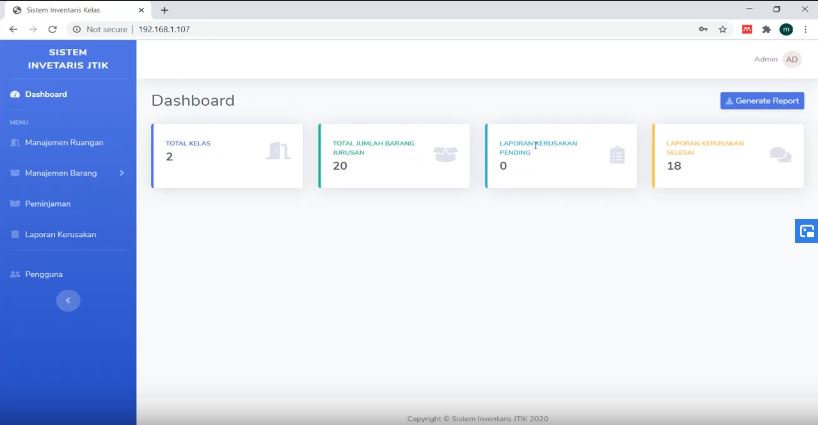 Sistem Inventaris Kelas
Not secure | 192.168.1.107
m
SISTEM
INVETARIS JTIK
Admin AD
Dashboard
MENU
Manajemen Ruangan
Manajemen Barang
Peminjaman
Laporan Kerusakan
Pengguna
Dashboard
Generate Report
TOTAL KELAS
2
TOTAL JUMLAH BARANG
JURUSAN
20
LAPORAN KERUSAKAN
PENDING
0
LAPORAN KERUSAKAN
SELESAI
18
Copyright © Sistem Inventaris JTIK 2020